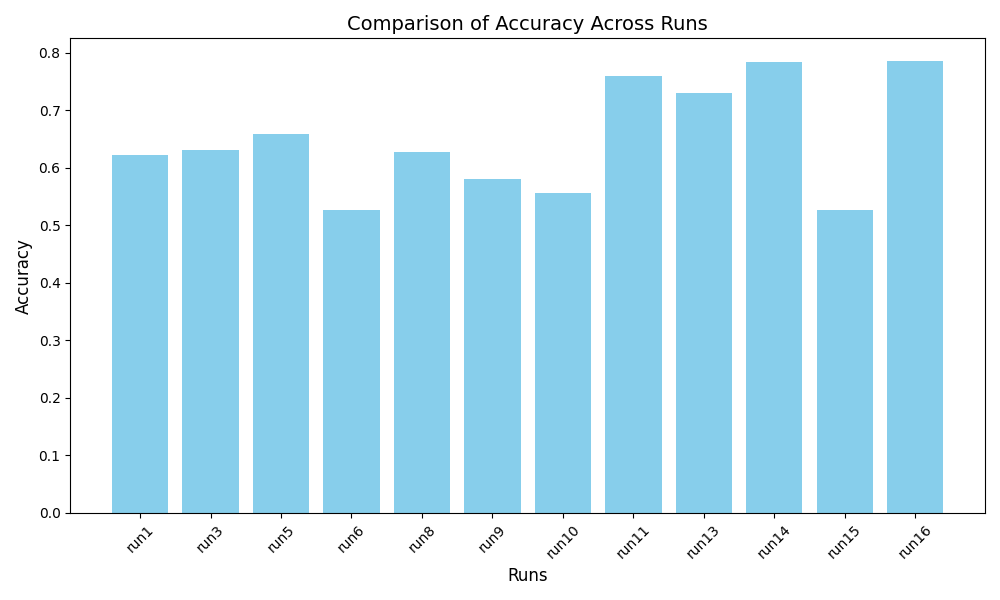 Comparison of Accuracy Across Runs
Accuracy
0.8
0.7
0.6
0.5
0.4
0.3
0.2
0.1
0.0
run1 run3 run5 run6 run8 run9 run10 run11 run13 run14 run15 run16
Runs